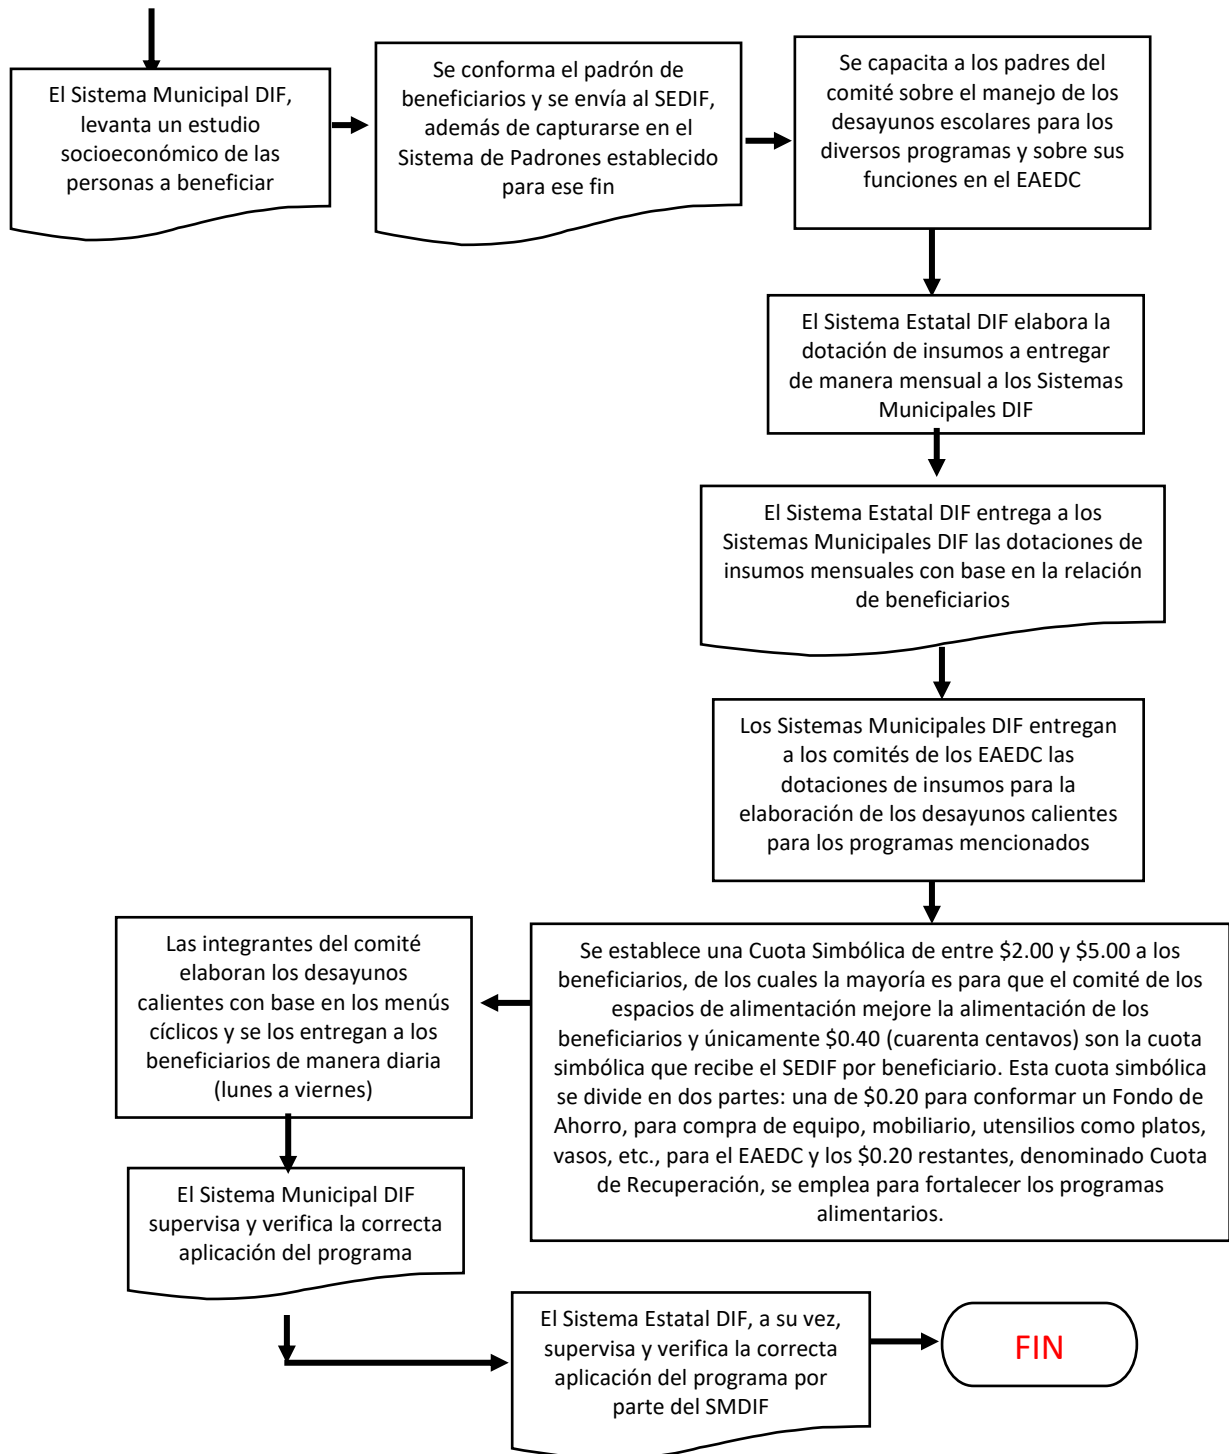 El Sistema Municipal DIF,
levanta un estudio
socioeconómico de las
personas a beneficiar
Se conforma el padrón de
beneficiarios y se envía al SEDIF,
además de capturarse en el
Sistema de Padrones establecido
para ese fin
Se capacita a los padres del
comité sobre el manejo de los
desayunos escolares para los
diversos programas y sobre sus
funciones en el EAEDC
El Sistema Estatal DIF elabora la
dotación de insumos a entregar
de manera mensual a los Sistemas
Municipales DIF
El Sistema Estatal DIF entrega a los
Sistemas Municipales DIF las dotaciones de
insumos mensuales con base en la relación
de beneficiarios
Los Sistemas Municipales DIF entregan
a los comités de los EAEDC las
dotaciones de insumos para la
elaboración de los desayunos calientes
para los programas mencionados
Se establece una Cuota Simbólica de entre $2.00 y $5.00 a los
beneficiarios, de los cuales la mayoría es para que el comité de los
espacios de alimentación mejore la alimentación de los
beneficiarios y únicamente $0.40 (cuarenta centavos) son la cuota
simbólica que recibe el SEDIF por beneficiario. Esta cuota simbólica
se divide en dos partes: una de $0.20 para conformar un Fondo de
Ahorro, para compra de equipo, mobiliario, utensilios como platos,
vasos, etc., para el EAEDC y los $0.20 restantes, denominado Cuota
de Recuperación, se emplea para fortalecer los programas
alimentarios.
Las integrantes del comité
elaboran los desayunos
calientes con base en los menús
cíclicos y se los entregan a los
beneficiarios de manera diaria
(lunes a viernes)
El Sistema Municipal DIF
supervisa y verifica la correcta
aplicación del programa
El Sistema Estatal DIF, a su vez,
supervisa y verifica la correcta
aplicación del programa por
parte del SMDIF
FIN